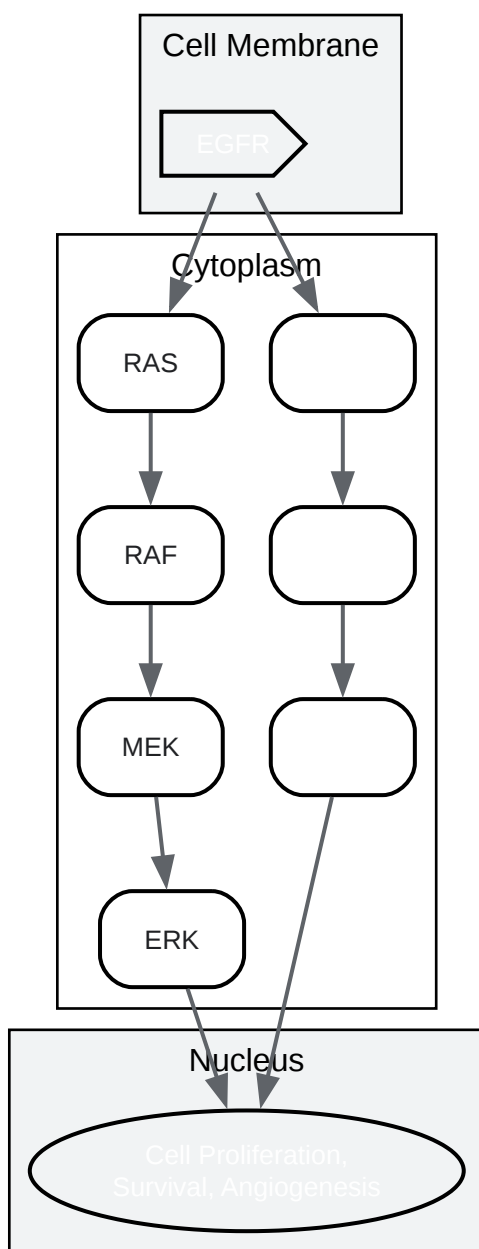 Cell Membrane
EGFR
Cytoplasm
RAS
RAF
MEK
ERK
Nucleus
Cell Proliferation,
Survival, Angiogenesis